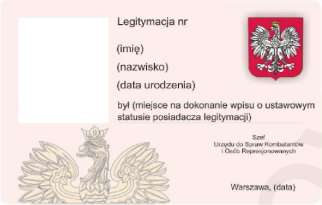 Legitymacja nr
(imię)
(nazwisko)
(data urodzenia)
był (miejsce na dokonanie wpisu o ustawowym
statusie posiadacza legitymacji)
Szef
Urzędu do Spraw Kombatantów
i Osób Represjonowanych
Warszawa, (data)